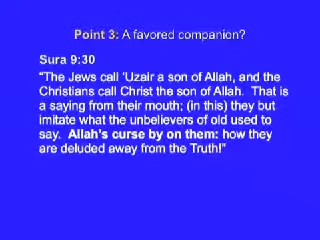 Point 3: A favored companion?
Sura 9:30
“The Jews call ‘Uzair a son of Allah, and the
Christians call Christ the son of Allah.  That is
a saying from their mouth; (in this) they but
imitate what the unbelievers of old used to
say.  Allah’s curse by on them: how they
are deluded away from the Truth!”